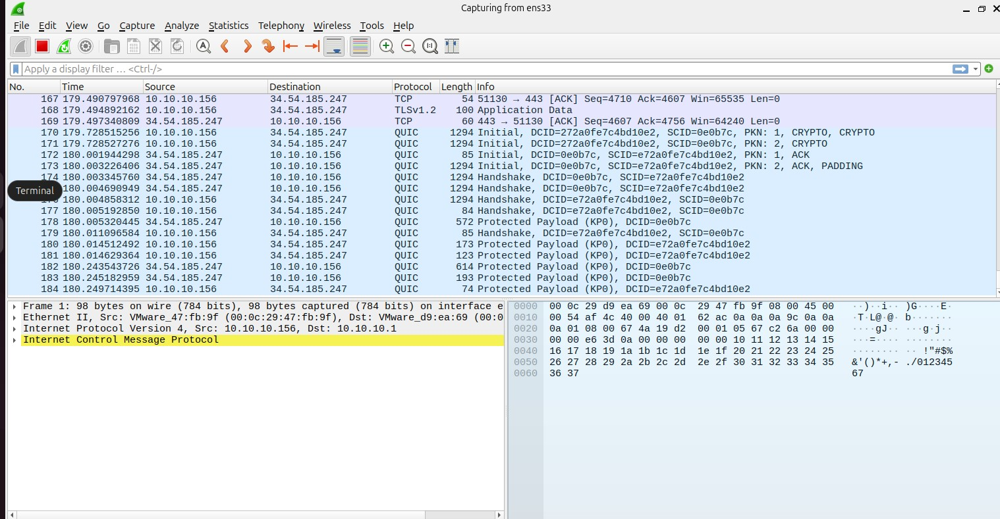 Capturing from ens33
File Edit View Go Capture Analyze Statistics Telephony Wireless Tools Help
Apply a display filter … <Ctrl-/>
No. Time Source Destination Protocol Length Info
167 179.490797968 10.10.10.156 34.54.185.247 TCP 54 51130 → 443 [ACK] Seq=4710 Ack=4607 Win=65535 Len=0
168 179.494892162 10.10.10.156 34.54.185.247 TLSv1.2 100 Application Data
169 179.497340809 34.54.185.247 10.10.10.156 TCP 60 443 → 51130 [ACK] Seq=4607 Ack=4756 Win=64240 Len=0
170 179.728515256 10.10.10.156 34.54.185.247 QUIC 1294 Initial, DCID=272a0fe7c4bd10e2, SCID=0e0b7c, PKN: 1, CRYPTO, CRYPTO
171 179.728527276 10.10.10.156 34.54.185.247 QUIC 1294 Initial, DCID=272a0fe7c4bd10e2, SCID=0e0b7c, PKN: 2, CRYPTO
172 180.001944298 34.54.185.247 10.10.10.156 QUIC 85 Initial, DCID=0e0b7c, SCID=e72a0fe7c4bd10e2, PKN: 1, ACK
173 180.003226406 34.54.185.247 10.10.10.156 QUIC 1294 Initial, DCID=0e0b7c, SCID=e72a0fe7c4bd10e2, PKN: 2, ACK, PADDING
174 180.003345760 34.54.185.247 10.10.10.156 QUIC 1294 Handshake, DCID=0e0b7c, SCID=e72a0fe7c4bd10e2
Terminal
180.004690949 34.54.185.247 10.10.10.156 QUIC 1294 Handshake, DCID=0e0b7c, SCID=e72a0fe7c4bd10e2
180.004858312 10.10.10.156 34.54.185.247 QUIC 1294 Handshake, DCID=e72a0fe7c4bd10e2, SCID=0e0b7c
177 180.005192850 10.10.10.156 34.54.185.247 QUIC 84 Handshake, DCID=e72a0fe7c4bd10e2, SCID=0e0b7c
178 180.005320445 34.54.185.247 10.10.10.156 QUIC 572 Protected Payload (KP0), DCID=0e0b7c
179 180.011096584 10.10.10.156 34.54.185.247 QUIC 85 Handshake, DCID=e72a0fe7c4bd10e2, SCID=0e0b7c
180 180.014512492 10.10.10.156 34.54.185.247 QUIC 173 Protected Payload (KP0), DCID=e72a0fe7c4bd10e2
181 180.014629364 10.10.10.156 34.54.185.247 QUIC 123 Protected Payload (KP0), DCID=e72a0fe7c4bd10e2
182 180.243543726 34.54.185.247 10.10.10.156 QUIC 614 Protected Payload (KP0), DCID=0e0b7c
183 180.245182959 34.54.185.247 10.10.10.156 QUIC 193 Protected Payload (KP0), DCID=0e0b7c
184 180.249714395 10.10.10.156 34.54.185.247 QUIC 74 Protected Payload (KP0), DCID=e72a0fe7c4bd10e2
Frame 1: 98 bytes on wire (784 bits), 98 bytes captured (784 bits) on interface e
Ethernet II, Src: VMware_47:fb:9f (00:0c:29:47:fb:9f), Dst: VMware_d9:ea:69 (00:0
Internet Protocol Version 4, Src: 10.10.10.156, Dst: 10.10.10.1
Internet Control Message Protocol
0000 00 0c 29 d9 ea 69 00 0c 29 47 fb 9f 08 00 45 00 ··)··i·· )G····E·
0010 00 54 af 4c 40 00 40 01 62 ac 0a 0a 0a 9c 0a 0a ·T·L@·@· b·······
0020 0a 01 08 00 67 4a 19 d2 00 01 05 67 c2 6a 00 00 ····gJ·· ···g·j··
0030 00 00 e6 3d 0a 00 00 00 00 00 10 11 12 13 14 15 ···=···· ········
0040 16 17 18 19 1a 1b 1c 1d 1e 1f 20 21 22 23 24 25 ········ ·· !"#$%
0050 26 27 28 29 2a 2b 2c 2d 2e 2f 30 31 32 33 34 35 &'()*+,- ./012345
0060 36 37 67